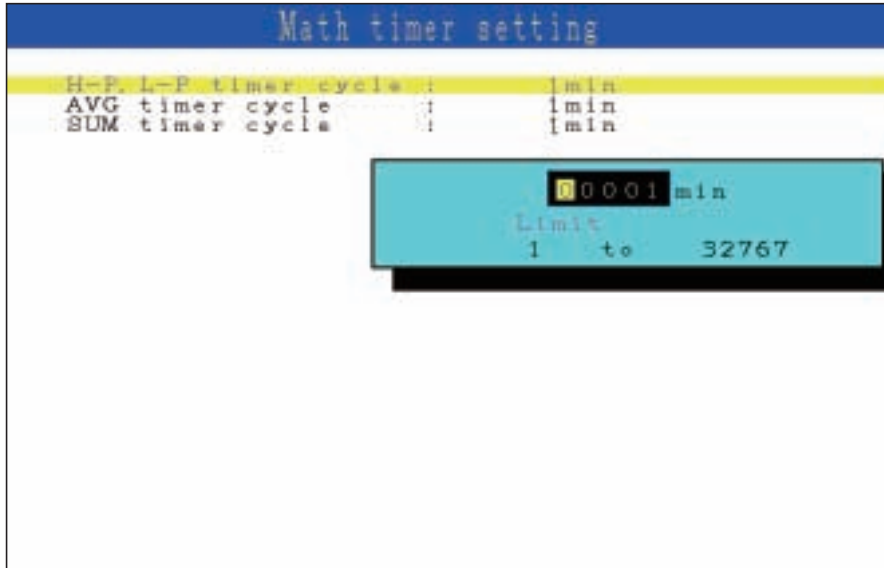 Math timer setting
H-P, L-P timer cycle : 1min
AVG timer cycle : 1min
SUM timer cycle : 1min
00001 min
Limit
1 to 32767